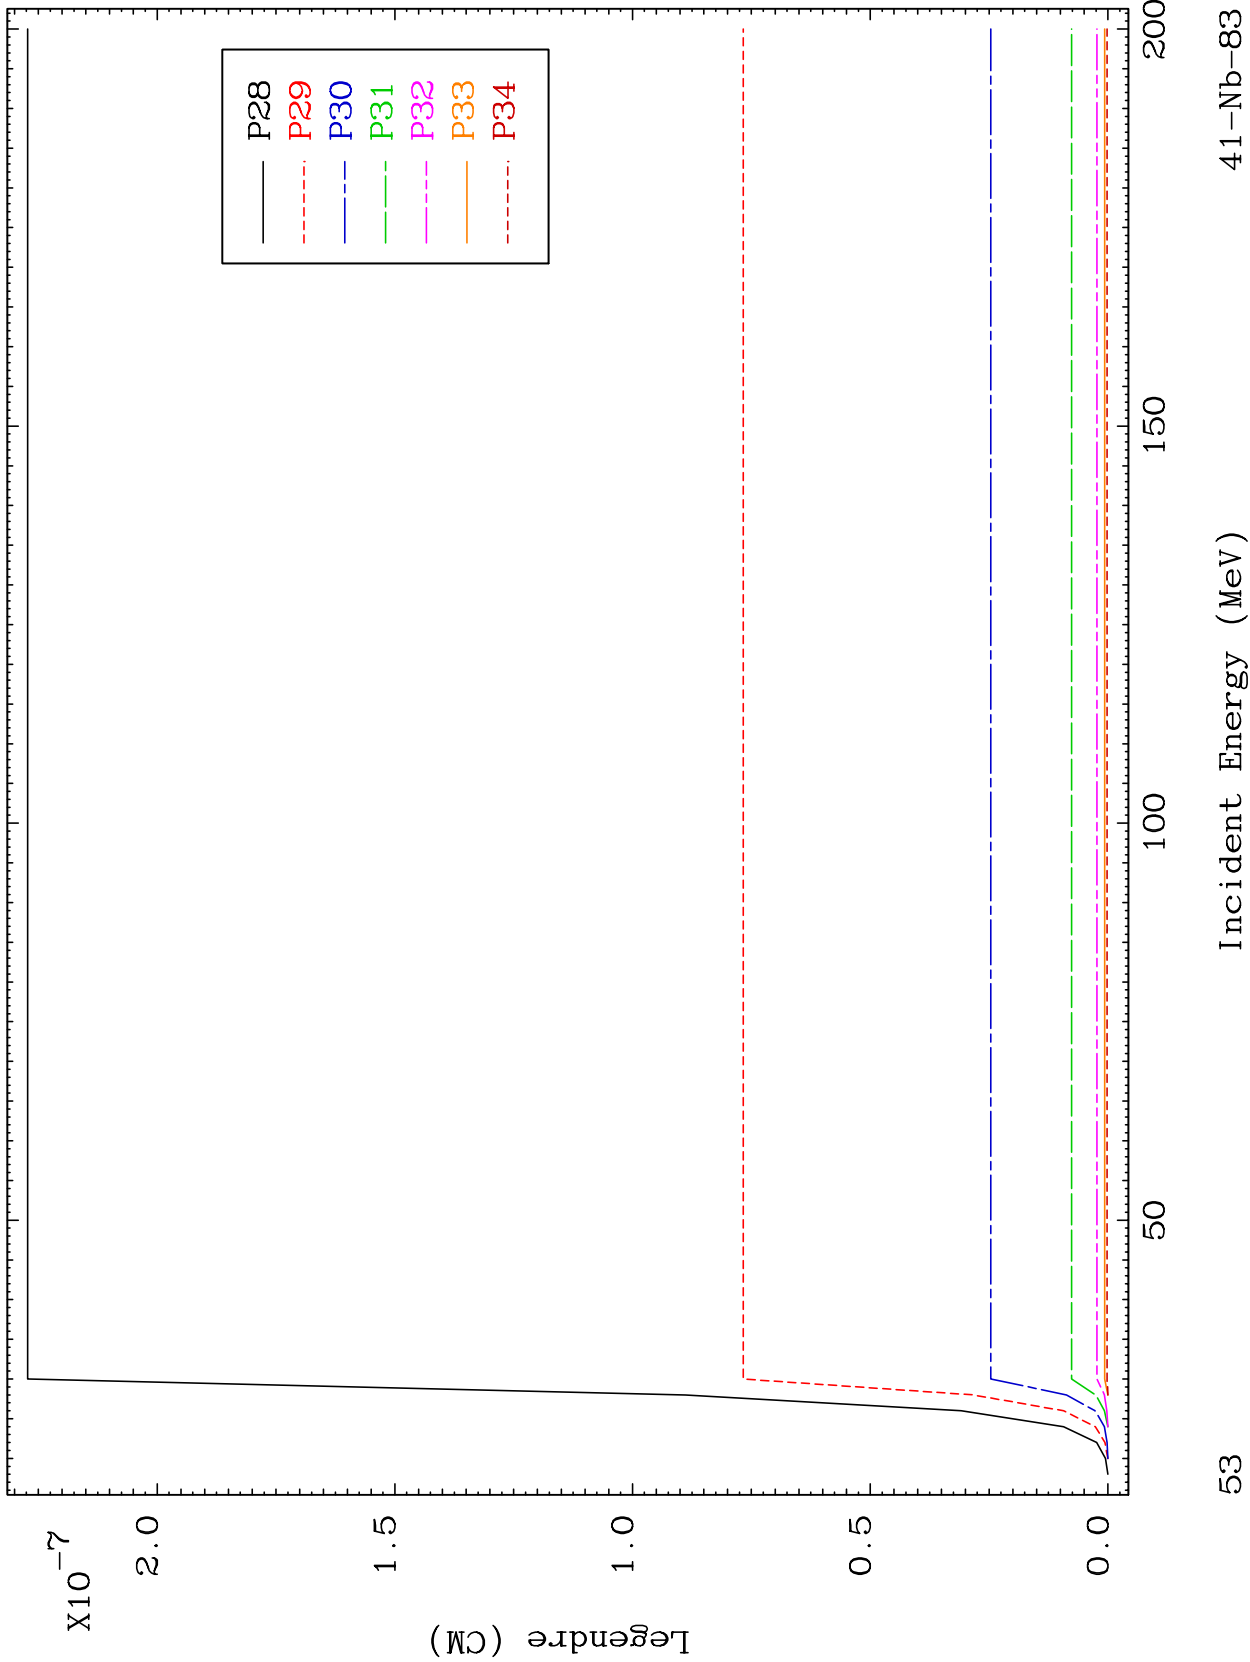 X10-7
2.0
1.5
1.0
0.5
0.0
Legendre (CM)
P28
P29
P30
P31
P32
P33
P34
50
100
150
200
53
Incident Energy (MeV)
41-Nb-83